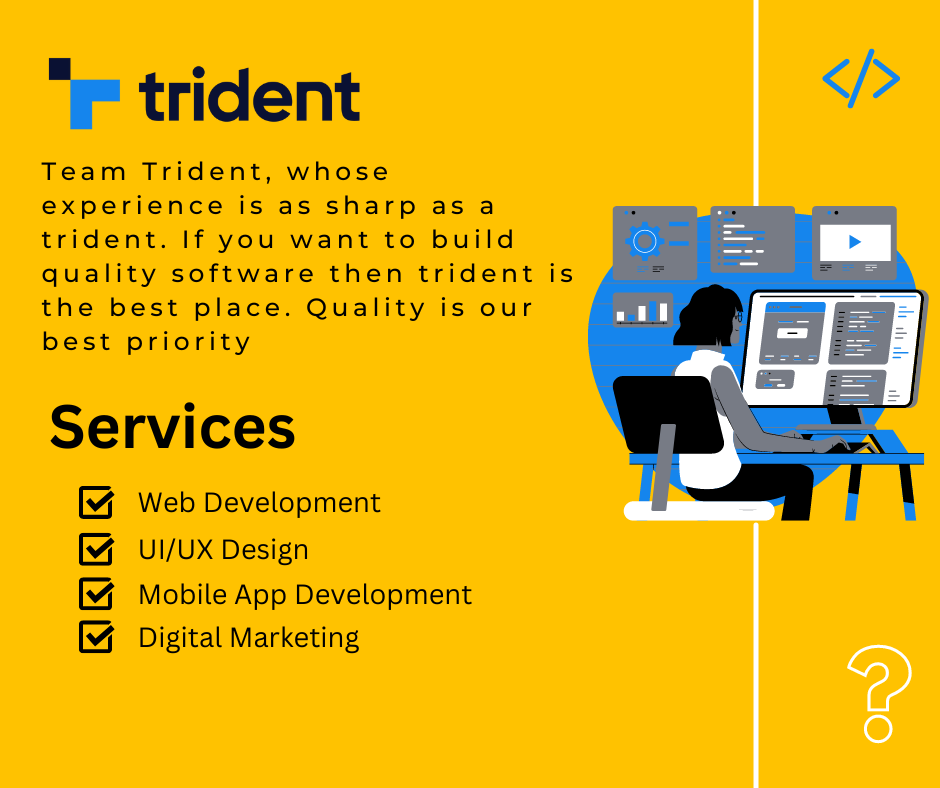 trident
Team Trident, whose
experience is as sharp as a
trident. If you want to build
quality software then trident is
the best place. Quality is our
best priority
Services
Web Development
UI/UX Design
Mobile App Development
Digital Marketing
</>
?